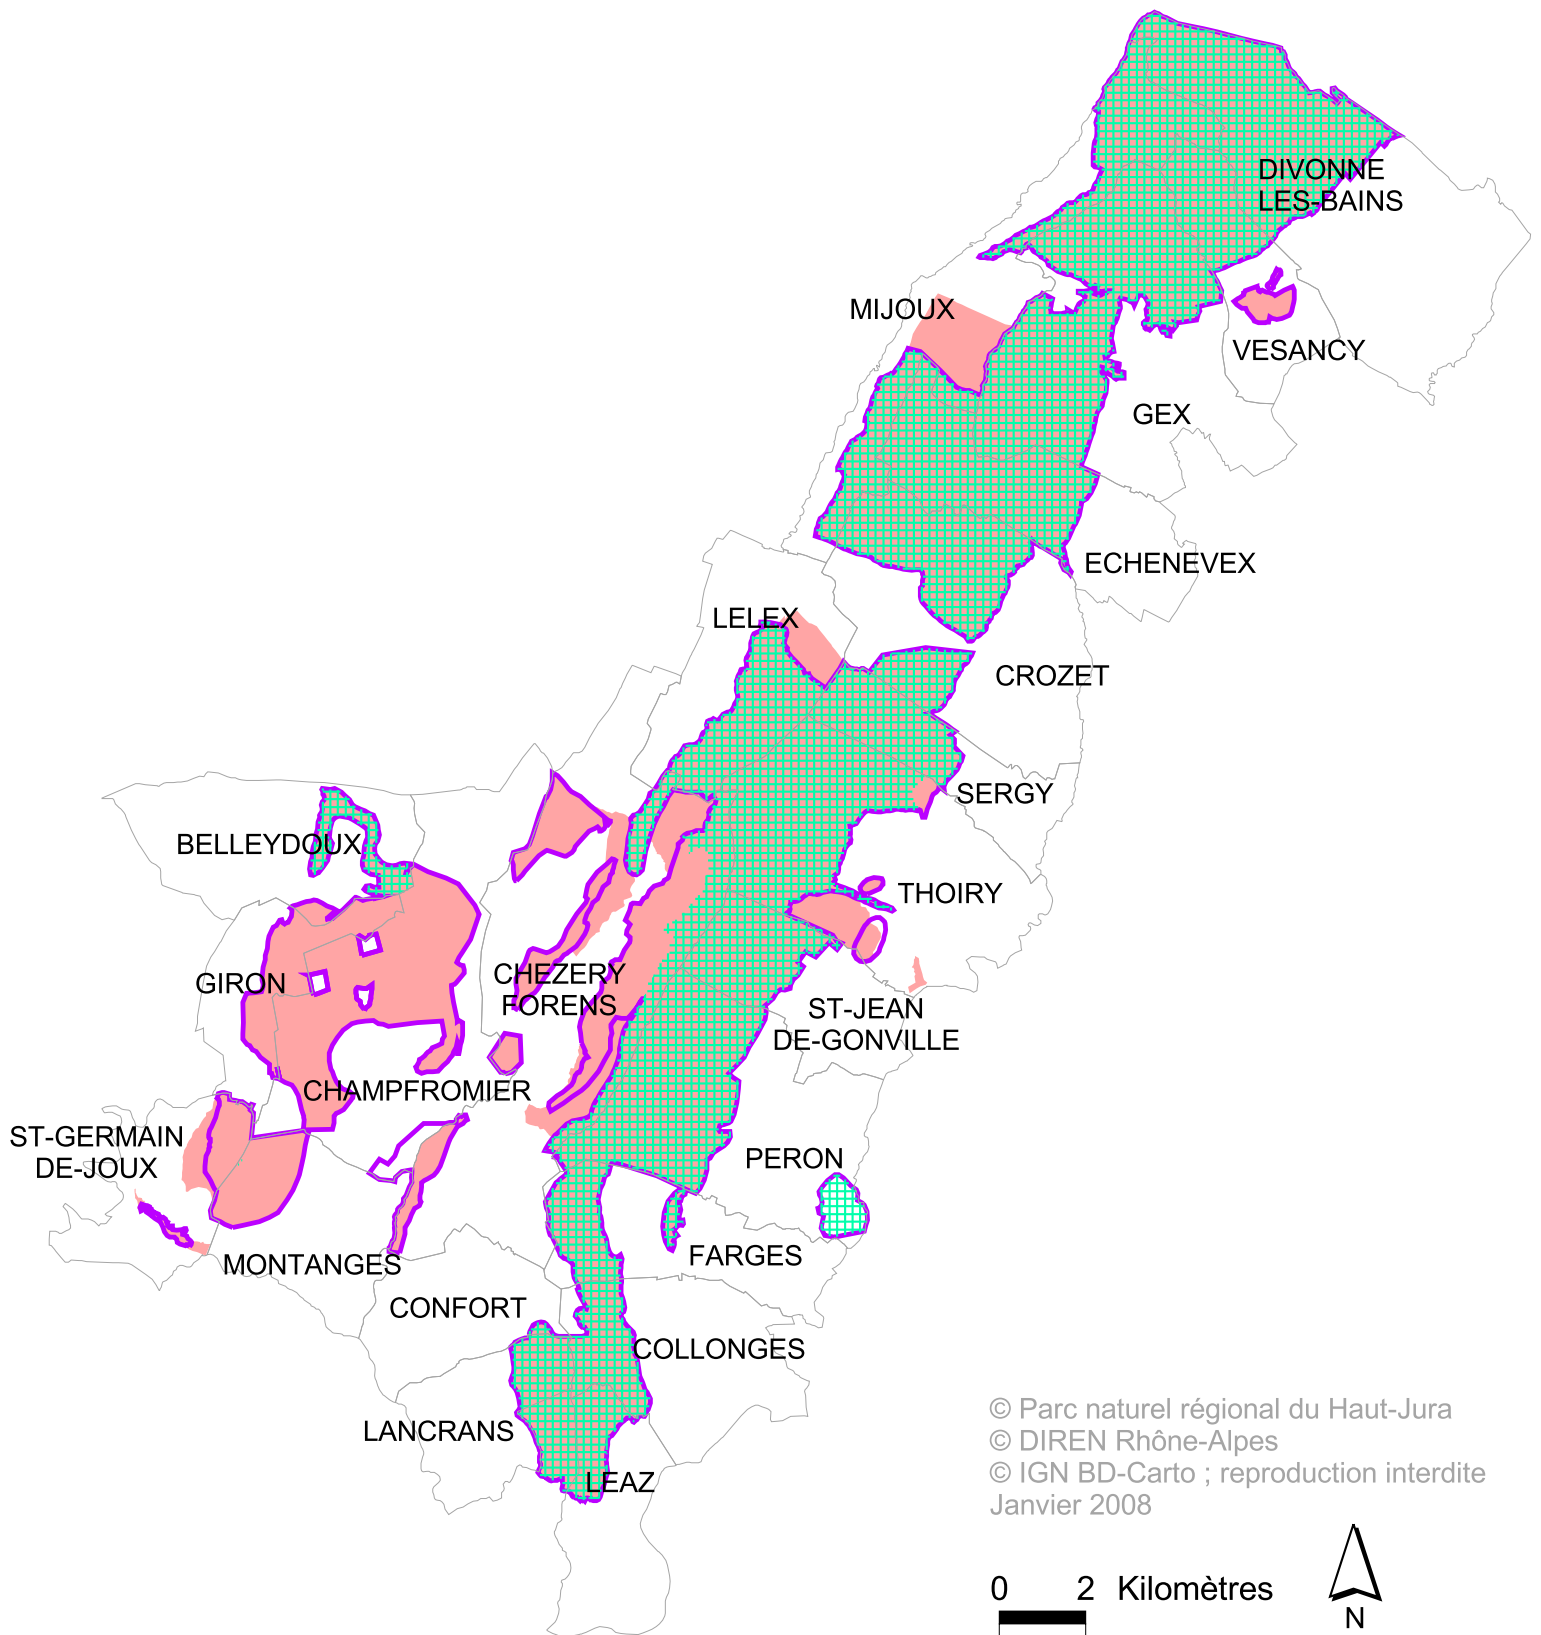 DIVONNE
LES-BAINS
MIJOUX
VESANCY
GEX
ECHENEVEX
LELEX
CROZET
SERGY
BELLEYDOUX
THOIRY
CHEZERY
FORENS
GIRON
ST-JEAN
DE-GONVILLE
CHAMPFROMIER
ST-GERMAIN
DE-JOUX
PERON
FARGES
MONTANGES
CONFORT
COLLONGES
LANCRANS
LEAZ
© Parc naturel régional du Haut-Jura
© DIREN Rhône-Alpes
© IGN BD-Carto ; reproduction interdite
Janvier 2008
0 2 Kilomètres
N